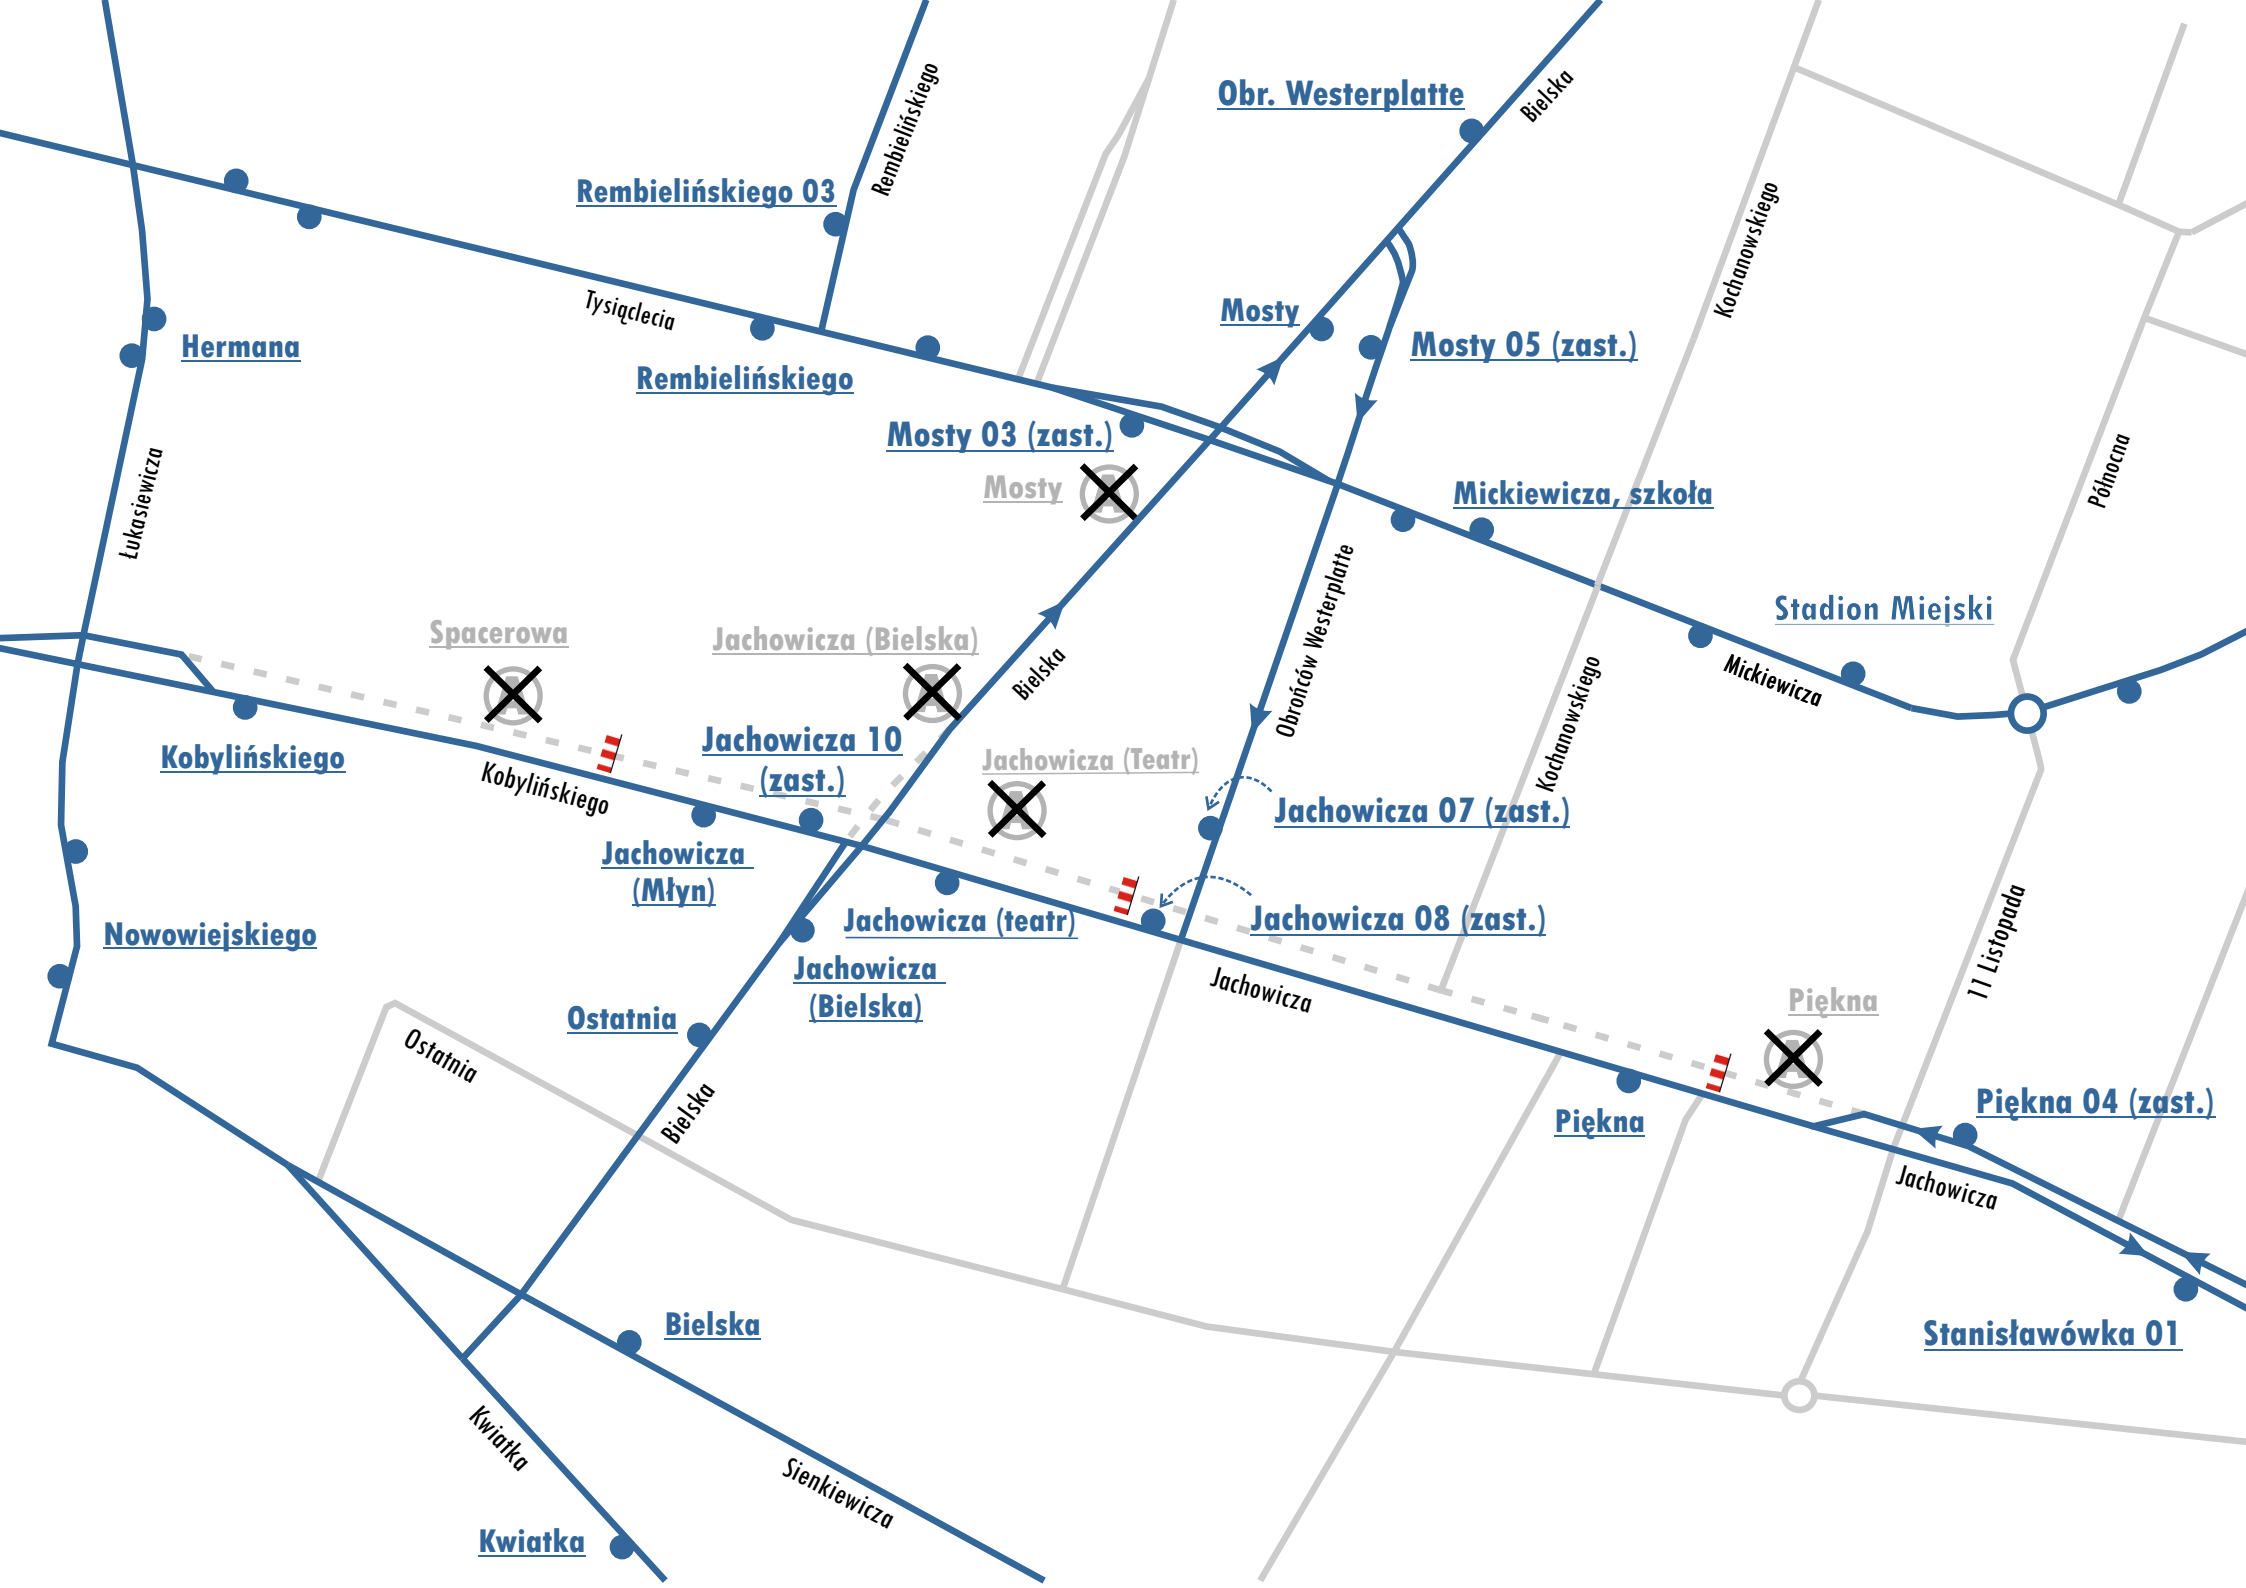 Obr. Westerplatte
Bielska
Rembielińskiego
Rembielińskiego 03
Kochanowskiego
Tysiąclecia
Mosty
Mosty 05 (zast.)
Hermana
Rembielińskiego
Mosty 03 (zast.)
Mosty
A
Mickiewicza, szkoła
Północna
Łukasiewicza
Obrońców Westerplatte
Stadion Miejski
Spacerowa
A
Jachowicza (Bielska)
A
Bielska
Mickiewicza
Kochanowskiego
Jachowicza 10
(zast.)
Jachowicza (Teatr)
A
Kobylińskiego
Kobylińskiego
Jachowicza 07 (zast.)
Jachowicza
(Młyn)
Jachowicza (teatr)
Jachowicza 08 (zast.)
Nowowiejskiego
11 Listopada
Jachowicza
(Bielska)
Jachowicza
Piękna
A
Ostatnia
Ostatnia
Bielska
Piękna
Piękna 04 (zast.)
Jachowicza
Bielska
Stanisławówka 01
Kwiatka
Sienkiewicza
Kwiatka